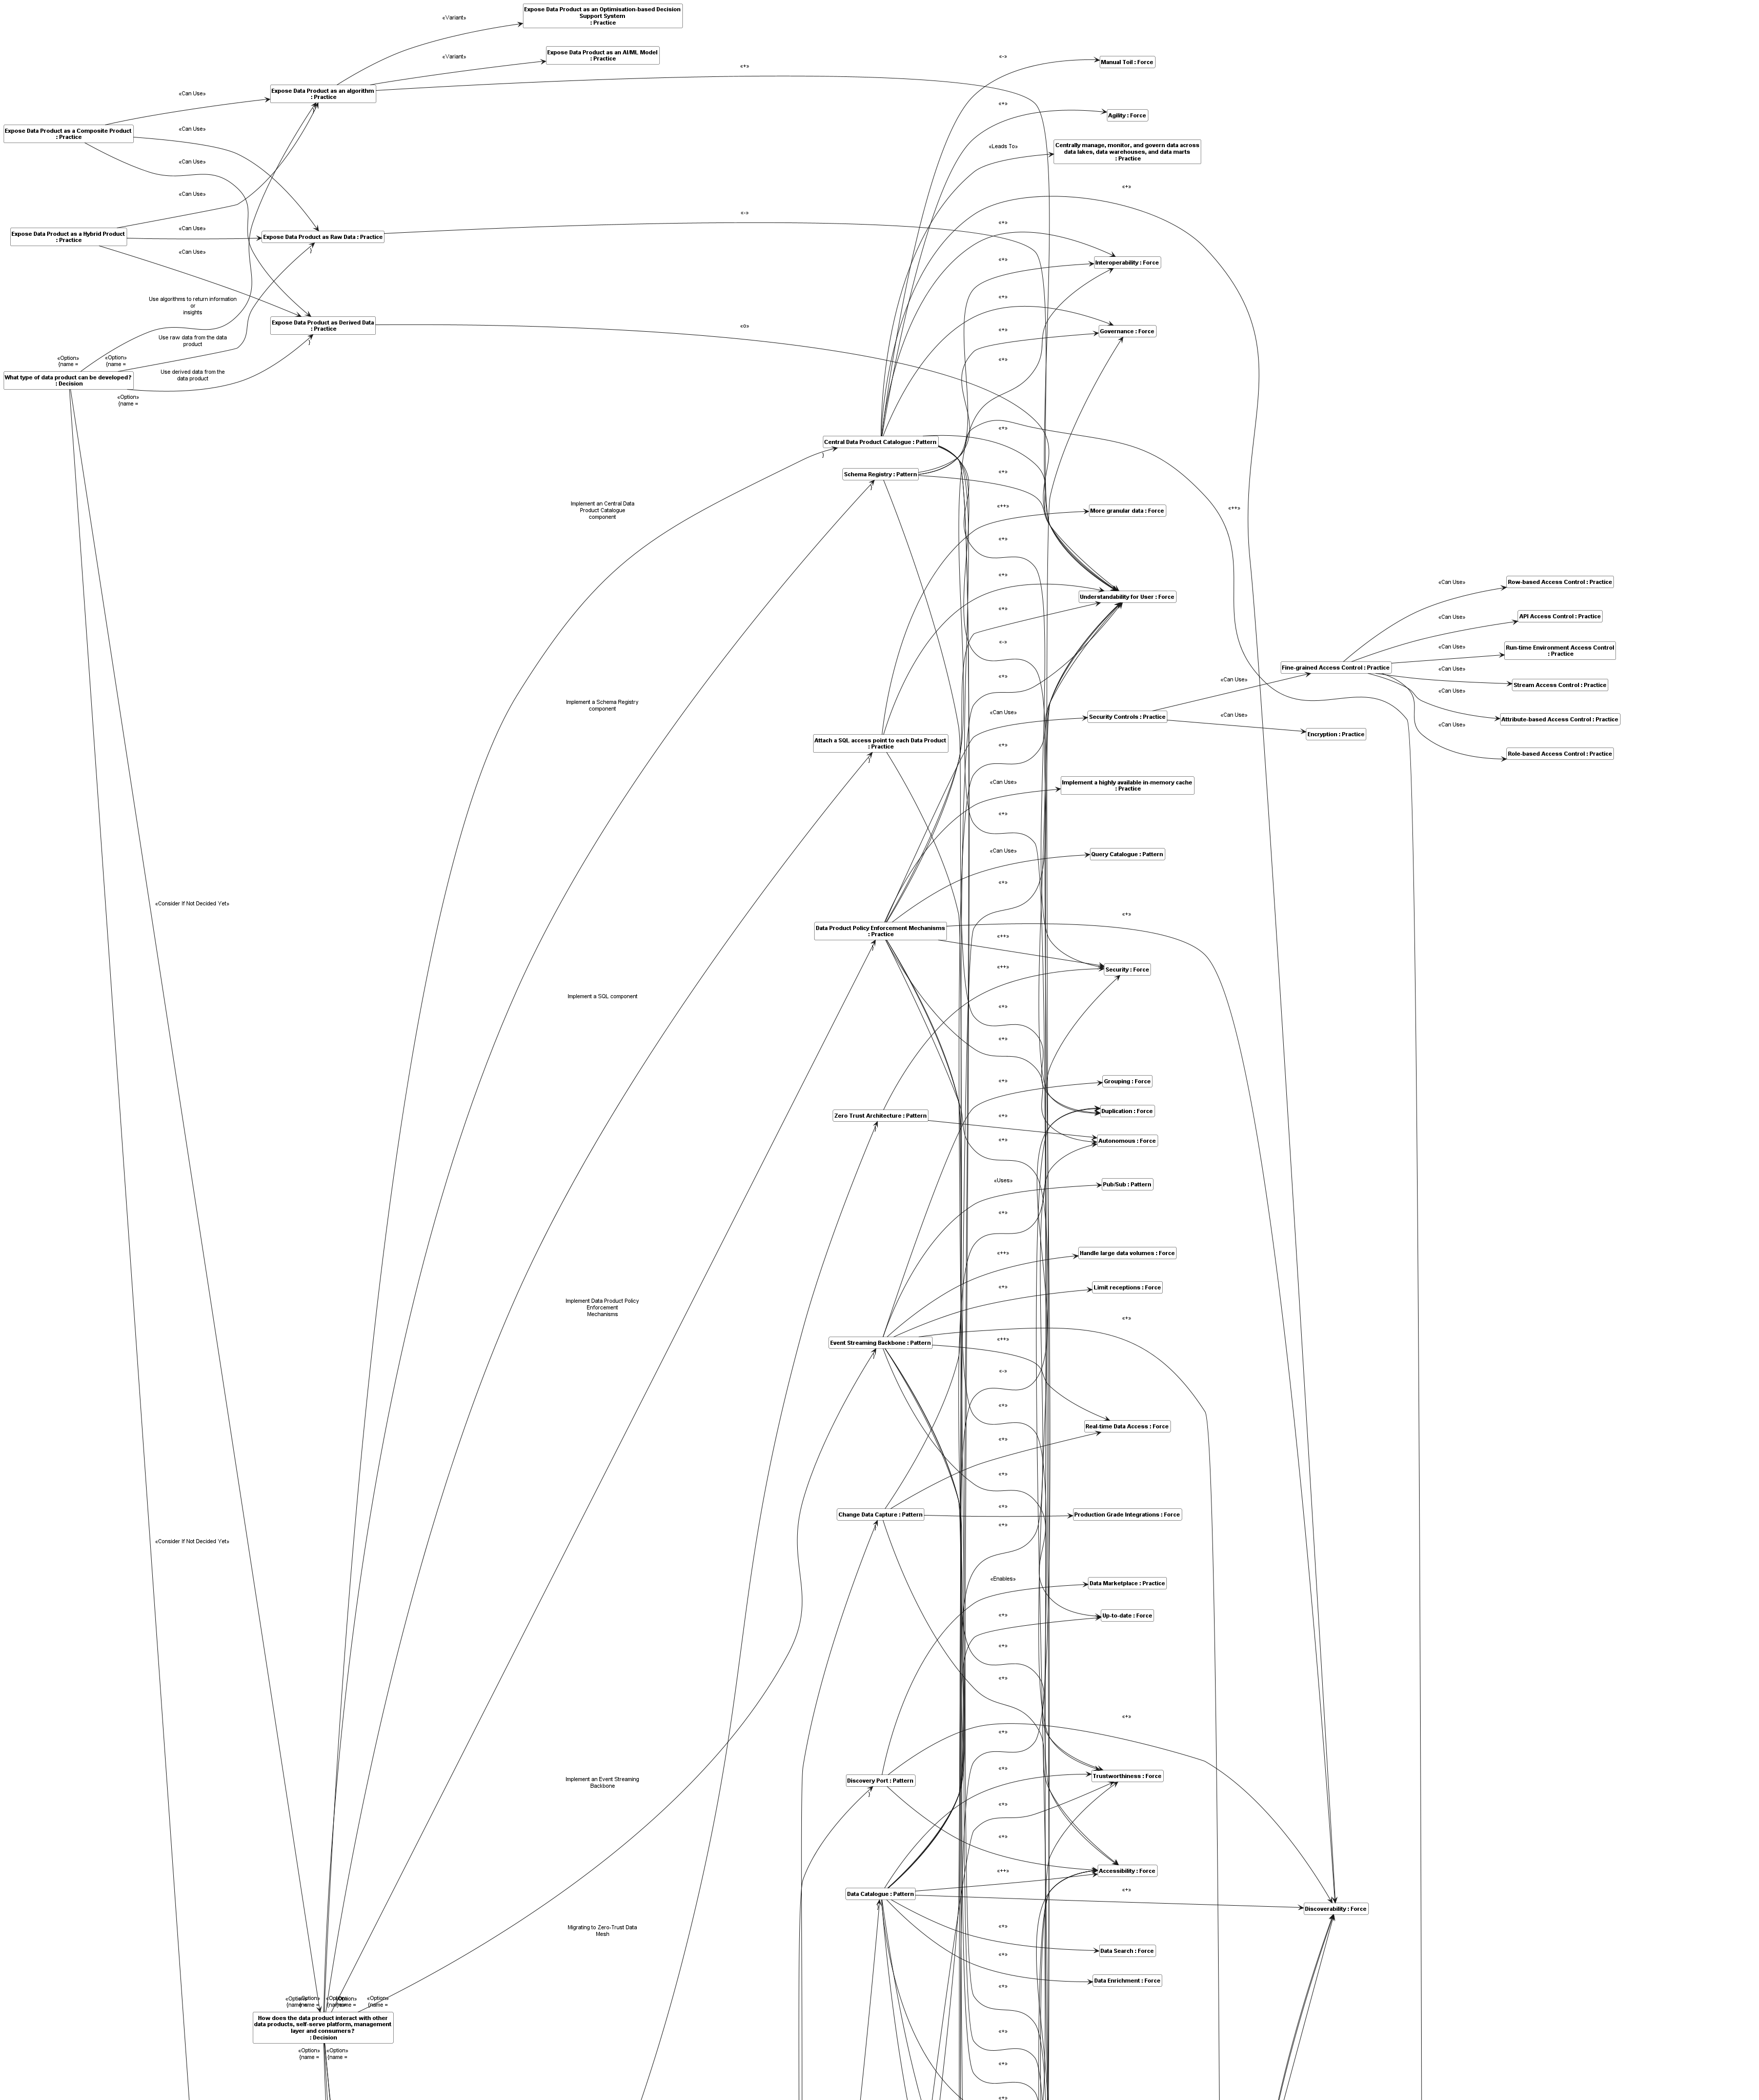 Expose Data Product as an Optimisation-based Decision
Support System
: Practice
«Variant»
Expose Data Product as an AI/ML Model
: Practice
«Variant»
«+»
«-»
Manual Toil : Force
Expose Data Product as an algorithm
: Practice
«Can Use»
«+»
Agility : Force
Expose Data Product as a Composite Product
: Practice
«Can Use»
«Leads To»
Centrally manage, monitor, and govern data across
data lakes, data warehouses, and data marts
: Practice
«Can Use»
«+»
«Can Use»
«-»
«+»
Expose Data Product as a Hybrid Product
: Practice
«Can Use»
Expose Data Product as Raw Data : Practice
«Can Use»
«+»
Interoperability : Force
Use algorithms to return information
or
insights
«+»
Expose Data Product as Derived Data
: Practice
«o»
«+»
Governance : Force
Use raw data from the data
product
«Option»
{name =
«Option»
{name =
«+»
What type of data product can be developed?
: Decision
Use derived data from the
data product
«Option»
{name =
}
}
}
«+»
Central Data Product Catalogue : Pattern
}
Schema Registry : Pattern
}
«+»
Implement an Central Data
Product Catalogue
component
«++»
More granular data : Force
«++»
«+»
«+»
Understandability for User : Force
«Can Use»
Row-based Access Control : Practice
«+»
«Can Use»
API Access Control : Practice
«-»
«Can Use»
Run-time Environment Access Control
: Practice
Fine-grained Access Control : Practice
«Can Use»
«+»
«Can Use»
Stream Access Control : Practice
«Can Use»
Attribute-based Access Control : Practice
Implement a Schema Registry
component
«Can Use»
Security Controls : Practice
«Can Use»
«Can Use»
Role-based Access Control : Practice
Encryption : Practice
Attach a SQL access point to each Data Product
: Practice
}
«+»
«Can Use»
Implement a highly available in-memory cache
: Practice
«+»
«Can Use»
Query Catalogue : Pattern
«+»
«Consider If Not Decided Yet»
«+»
Data Product Policy Enforcement Mechanisms
: Practice
}
«++»
Security : Force
«++»
Implement a SQL component
«+»
«+»
«+»
Grouping : Force
Zero Trust Architecture : Pattern
}
«+»
Duplication : Force
Autonomous : Force
«+»
«Uses»
Pub/Sub : Pattern
«+»
«++»
Handle large data volumes : Force
«+»
Limit receptions : Force
Implement Data Product Policy
Enforcement
Mechanisms
«+»
Event Streaming Backbone : Pattern
}
«++»
«-»
«+»
Real-time Data Access : Force
«+»
«+»
«+»
Change Data Capture : Pattern
}
Production Grade Integrations : Force
«+»
«Consider If Not Decided Yet»
«Enables»
Data Marketplace : Practice
«+»
Up-to-date : Force
«+»
«+»
«+»
«+»
Discovery Port : Pattern
}
«+»
Trustworthiness : Force
Implement an Event Streaming
Backbone
«+»
«+»
«++»
Accessibility : Force
Data Catalogue : Pattern
}
«+»
Discoverability : Force
Migrating to Zero-Trust Data
Mesh
«+»
Data Search : Force
«+»
Data Enrichment : Force
«+»
«Option»
{name =
«Option»
{name =
«Option»
{name =
«Option»
{name =
«Option»
{name =
How does the data product interact with other
data products, self-serve platform, management
layer and consumers?
: Decision
«+»
«Option»
{name =
«Option»
{name =
«+»
«+»